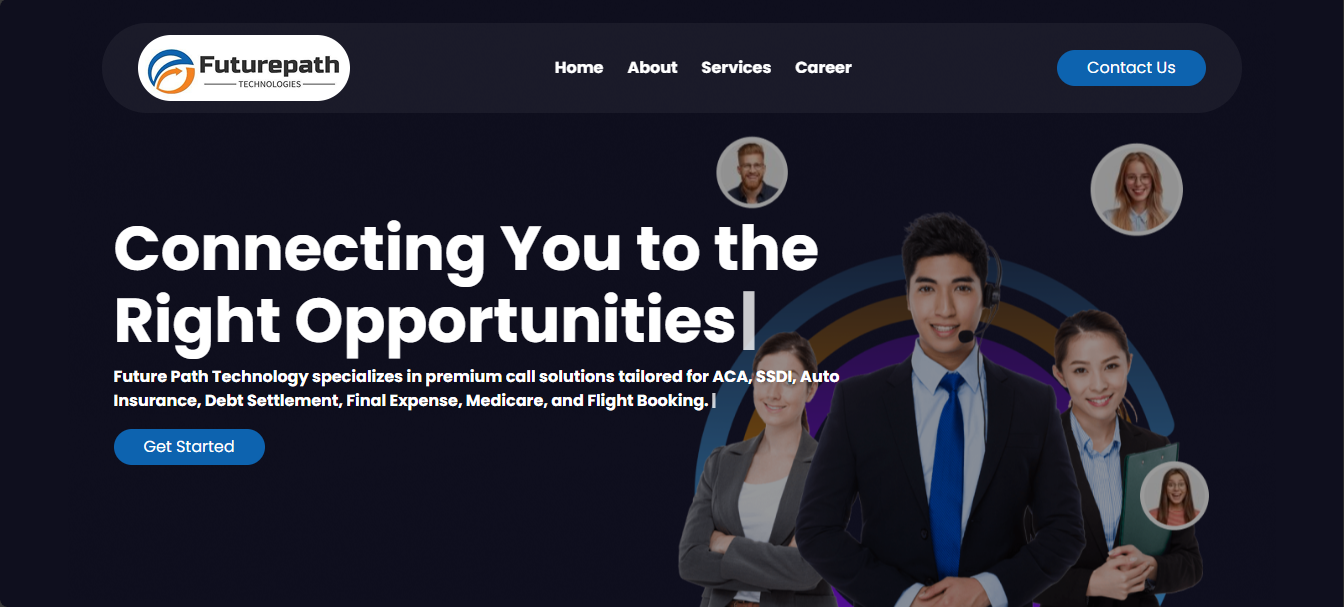 Futurepath
TECHNOLOGIES
Home About Services Career
Contact Us
Connecting You to the
Right Opportunities|
Future Path Technology specializes in premium call solutions tailored for ACA, SSDI, Auto
Insurance, Debt Settlement, Final Expense, Medicare, and Flight Booking. |
Get Started